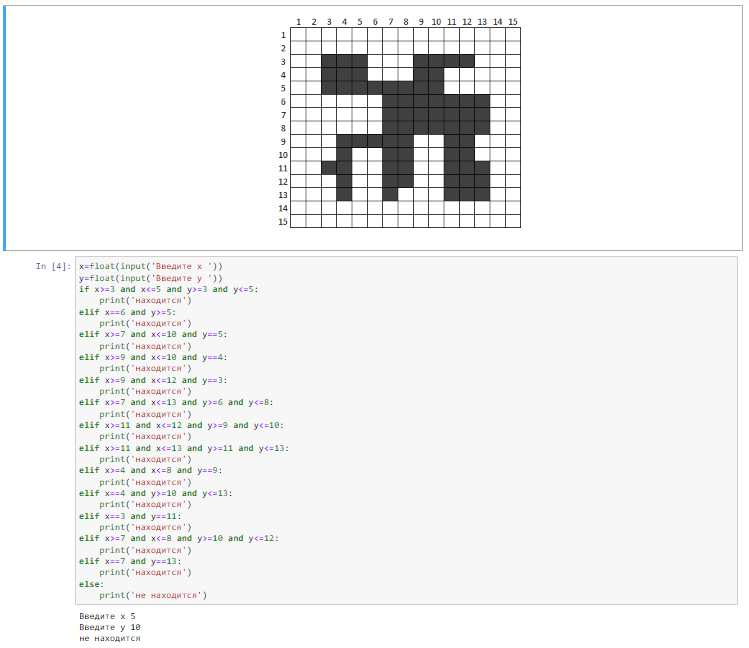 1 2 3 4 5 6 7 8 9 10 11 12 13 14 15
1
2
3
4
5
6
7
8
9
10
11
12
13
14
15
In [4]: x=float(input('Введите x '))
y=float(input('Введите y '))
if x>=3 and x<=5 and y>=3 and y<=5:
    print('находится')
elif x==6 and y>=5:
    print('находится')
elif x>=7 and x<=10 and y==5:
    print('находится')
elif x>=9 and x<=10 and y==4:
    print('находится')
elif x>=9 and x<=12 and y==3:
    print('находится')
elif x>=7 and x<=13 and y>=6 and y<=8:
    print('находится')
elif x>=11 and x<=12 and y>=9 and y<=10:
    print('находится')
elif x>=11 and x<=13 and y>=11 and y<=13:
    print('находится')
elif x>=4 and x<=8 and y==9:
    print('находится')
elif x==4 and y>=10 and y<=13:
    print('находится')
elif x==3 and y==11:
    print('находится')
elif x>=7 and x<=8 and y>=10 and y<=12:
    print('находится')
elif x==7 and y==13:
    print('находится')
else:
    print('не находится')
Введите x 5
Введите y 10
не находится